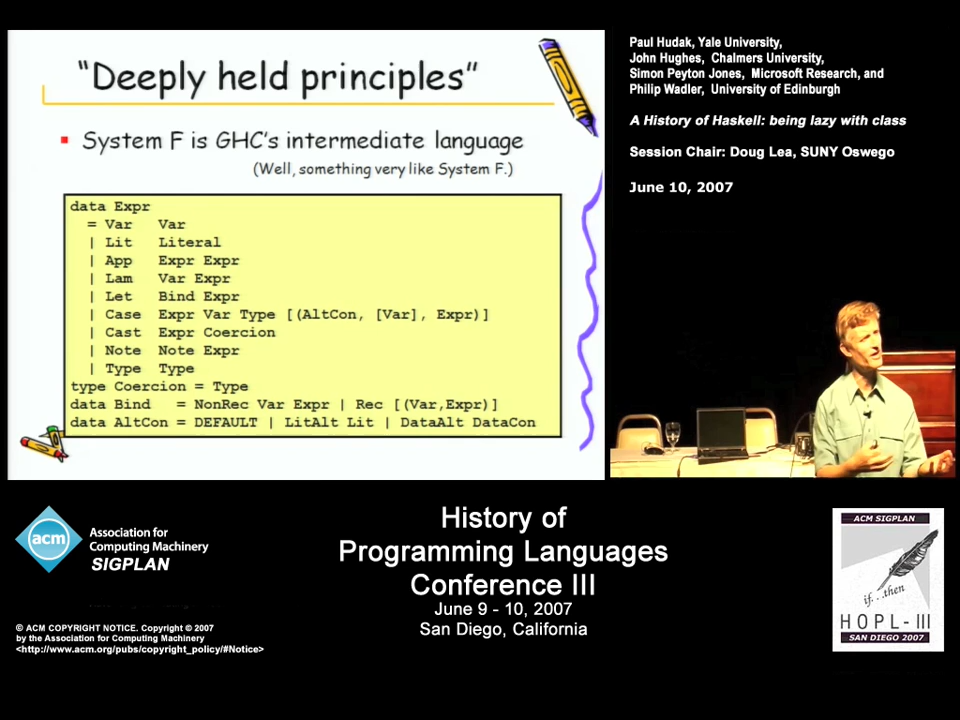 "Deeply held principles"
System F is GHC's intermediate language
(Well, something very like System F.)
data Expr
= Var Var
| Lit Literal
| App Expr Expr
| Lam Var Expr
| Let Bind Expr
| Case Expr Var Type [(AltCon, [Var], Expr)]
| Cast Expr Coercion
| Note Note Expr
| Type Type
type Coercion = Type
data Bind = NonRec Var Expr | Rec [(Var,Expr)]
data AltCon = DEFAULT | LitAlt Lit | DataAlt DataCon
Paul Hudak, Yale University,
John Hughes, Chalmers University,
Simon Peyton Jones, Microsoft Research, and
Philip Wadler, University of Edinburgh
A History of Haskell: being lazy with class
Session Chair: Doug Lea, SUNY Oswego
June 10, 2007
acm
Association for
Computing Machinery
SIGPLAN
© ACM COPYRIGHT NOTICE. Copyright © 2007
by the Association for Computing Machinery
<http://www.acm.org/pubs/copyright_policy/#Notice>
History of
Programming Languages
Conference III
June 9 - 10, 2007
San Diego, California
ACM SIGPLAN
if. . .then
HOPL-III
SAN DIEGO 2007